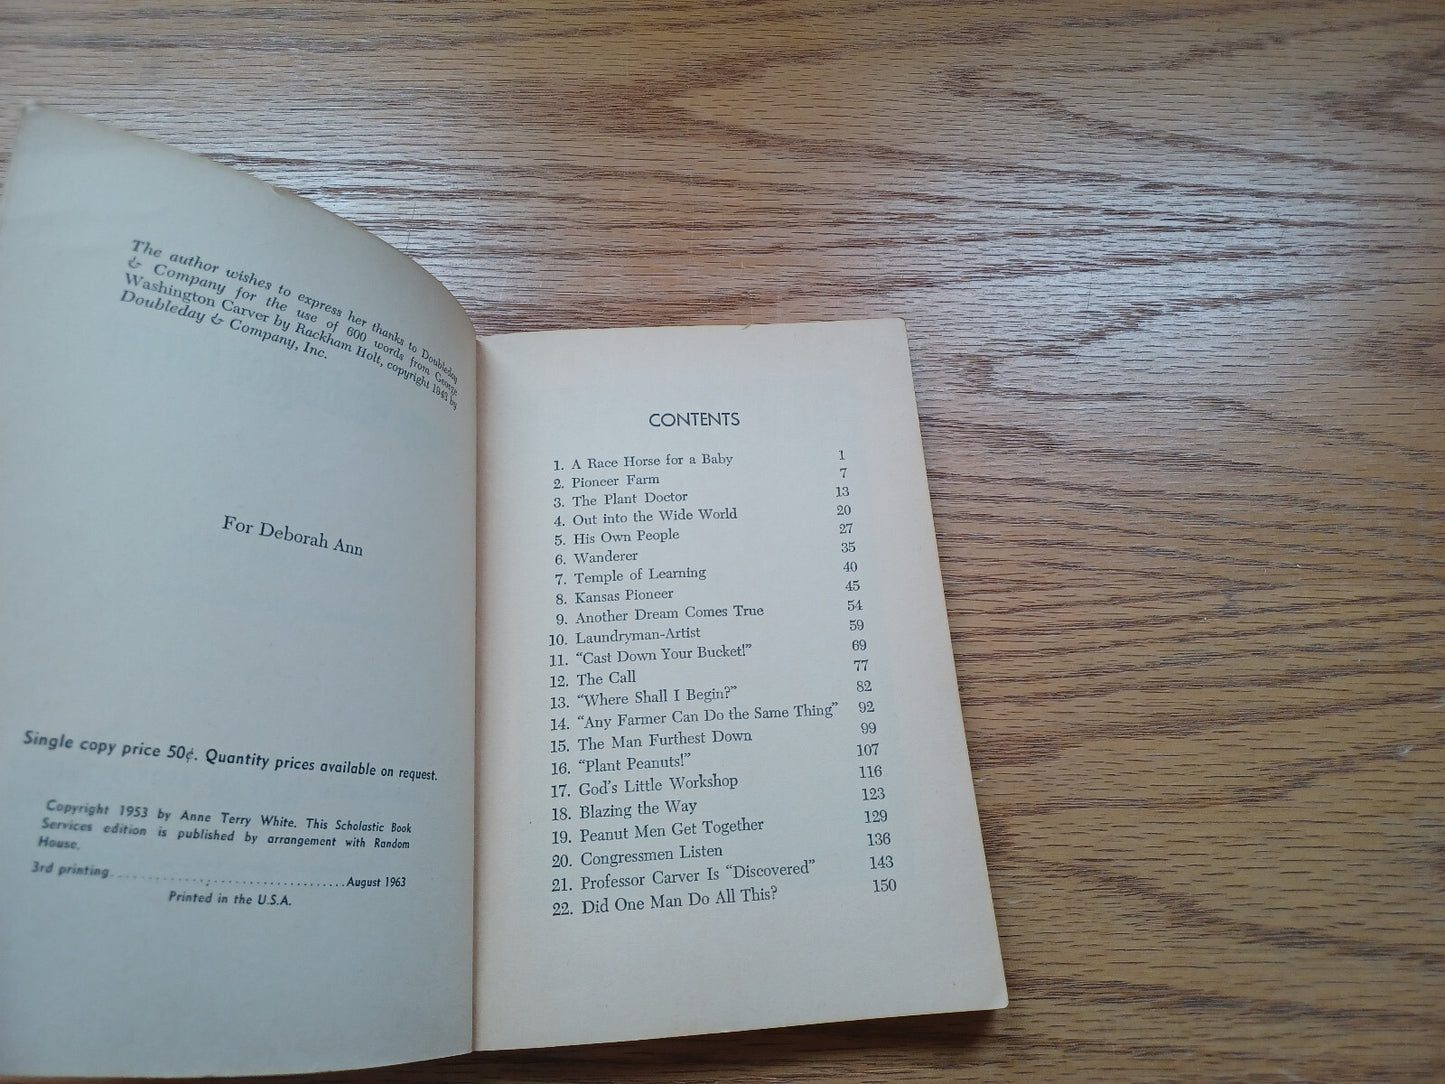 The author wishes to express her thanks to Doubleday
& Company for the use of 600 words from George
Washington Carver by Rackham Holt, copyright 1943 by
Doubleday & Company, Inc.
For Deborah Ann
Single copy price 50¢. Quantity prices available on request.
Copyright 1953 by Anne Terry White. This Scholastic Book
Services edition is published by arrangement with Random
House.
3rd printing..................................August 1963
Printed in the U.S.A.
CONTENTS
1. A Race Horse for a Baby 1
2. Pioneer Farm 7
3. The Plant Doctor 13
4. Out into the Wide World 20
5. His Own People 27
6. Wanderer 35
7. Temple of Learning 40
8. Kansas Pioneer 45
9. Another Dream Comes True 54
10. Laundryman-Artist 59
11. “Cast Down Your Bucket!” 69
12. The Call 77
13. “Where Shall I Begin?” 82
14. “Any Farmer Can Do the Same Thing” 92
15. The Man Furthest Down 99
16. “Plant Peanuts!” 107
17. God's Little Workshop 116
18. Blazing the Way 123
19. Peanut Men Get Together 129
20. Congressmen Listen 136
21. Professor Carver Is “Discovered” 143
22. Did One Man Do All This? 150